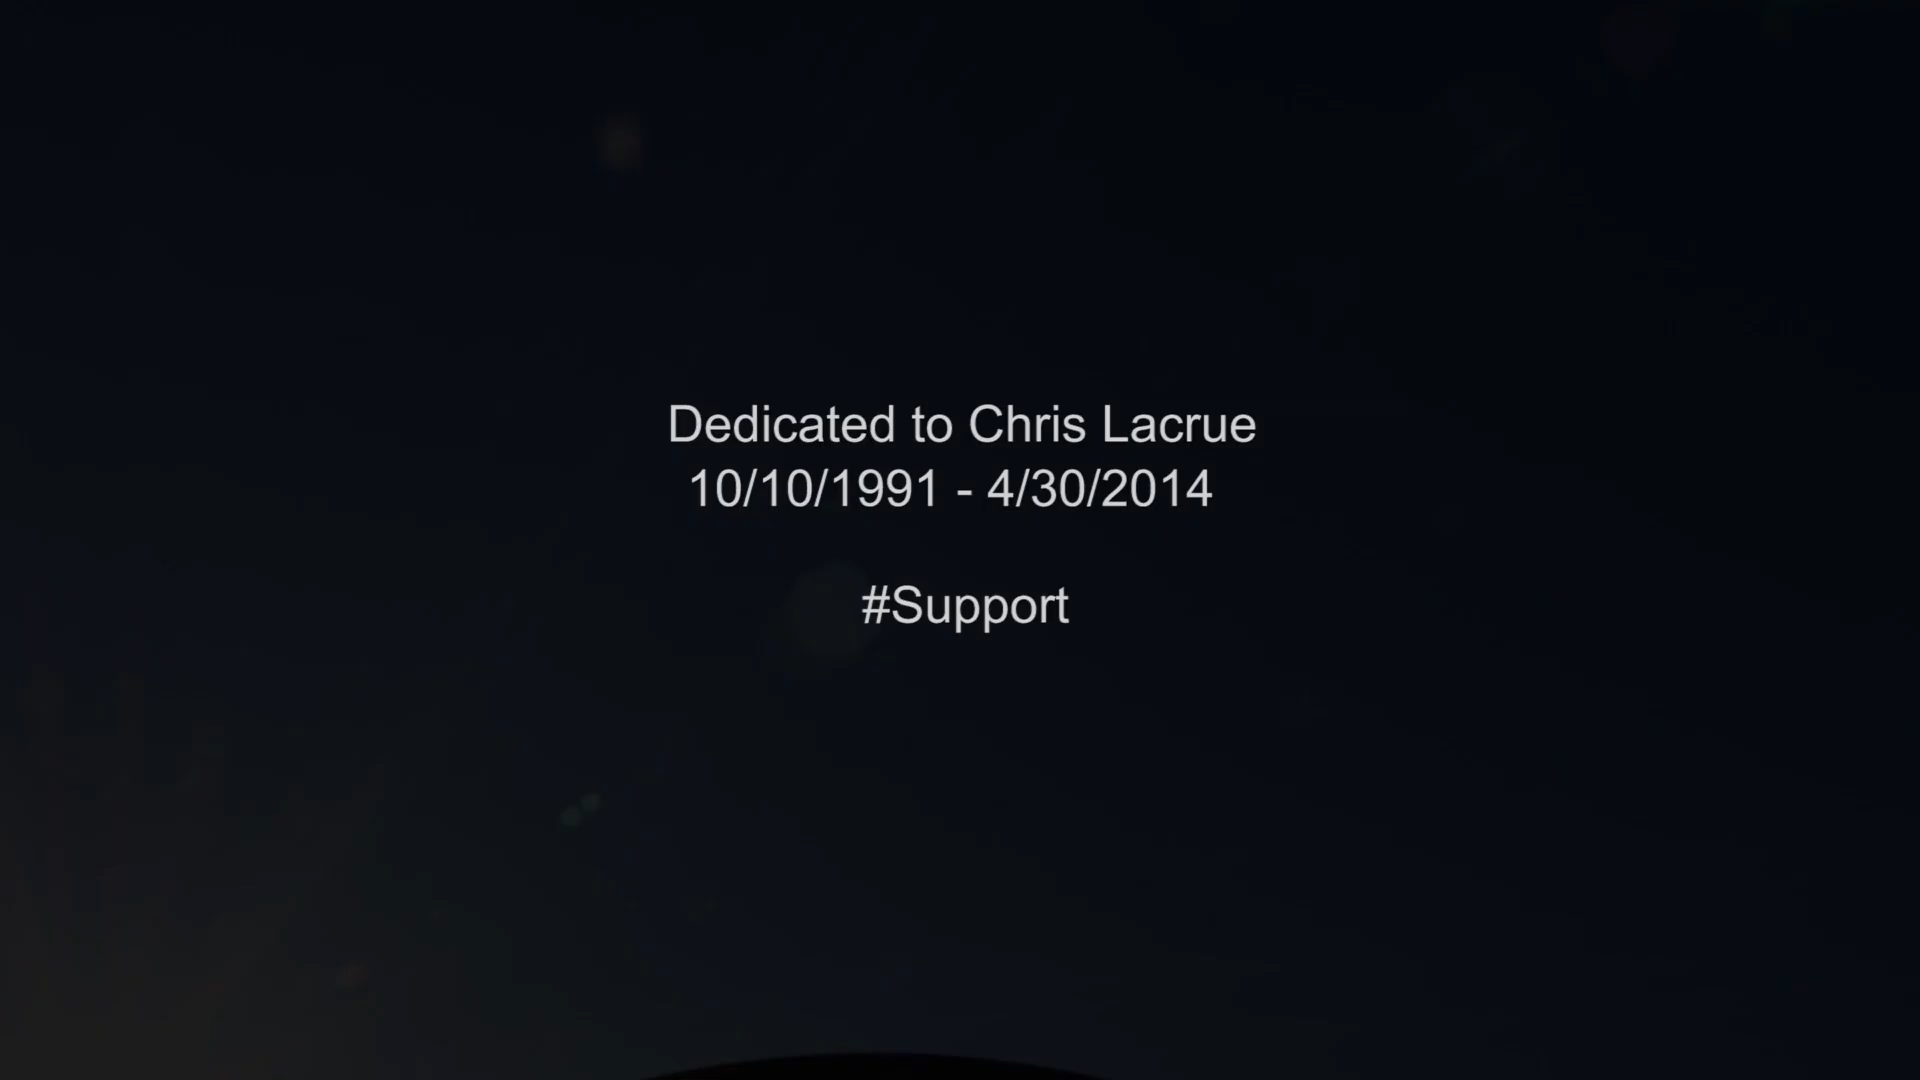 Dedicated to Chris Lacrue
10/10/1991 - 4/30/2014
#Support